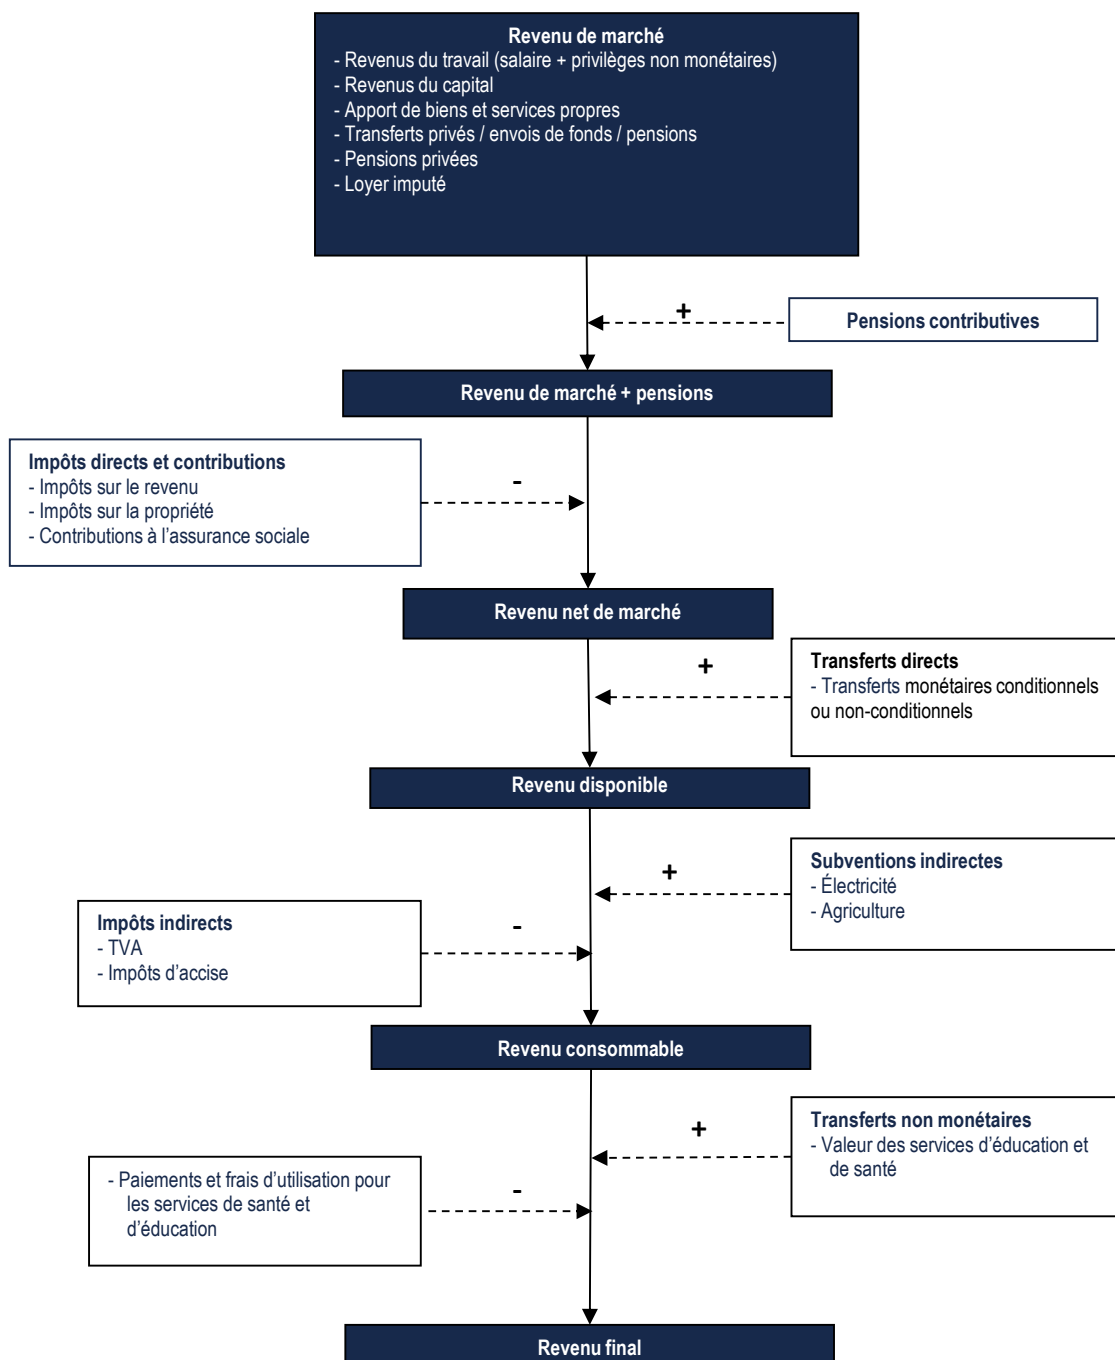 Revenu de marché
- Revenus du travail (salaire + privilèges non monétaires)
- Revenus du capital
- Apport de biens et services propres
- Transferts privés / envois de fonds / pensions
- Pensions privées
- Loyer imputé
+
Pensions contributives
Revenu de marché + pensions
Impôts directs et contributions
- Impôts sur le revenu
- Impôts sur la propriété
- Contributions à l'assurance sociale
-
Revenu net de marché
+
Transferts directs
- Transferts monétaires conditionnels
ou non-conditionnels
Revenu disponible
+
Subventions indirectes
- Électricité
- Agriculture
Impôts indirects
- TVA
- Impôts d'accise
-
Revenu consommable
+
Transferts non monétaires
- Valeur des services d'éducation et
de santé
- Paiements et frais d'utilisation pour
les services de santé et
d'éducation
-
Revenu final